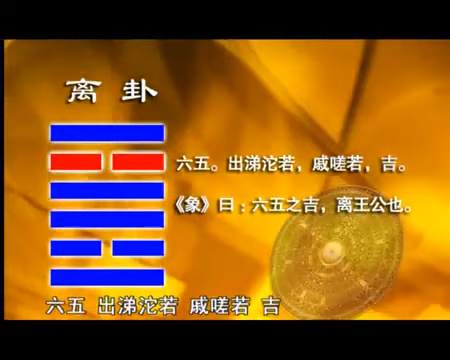 离 卦
六五。出涕沱若，戚嗟若，吉。
《象》曰：六五之吉，离王公也。
六五 出涕沱若 戚嗟若 吉